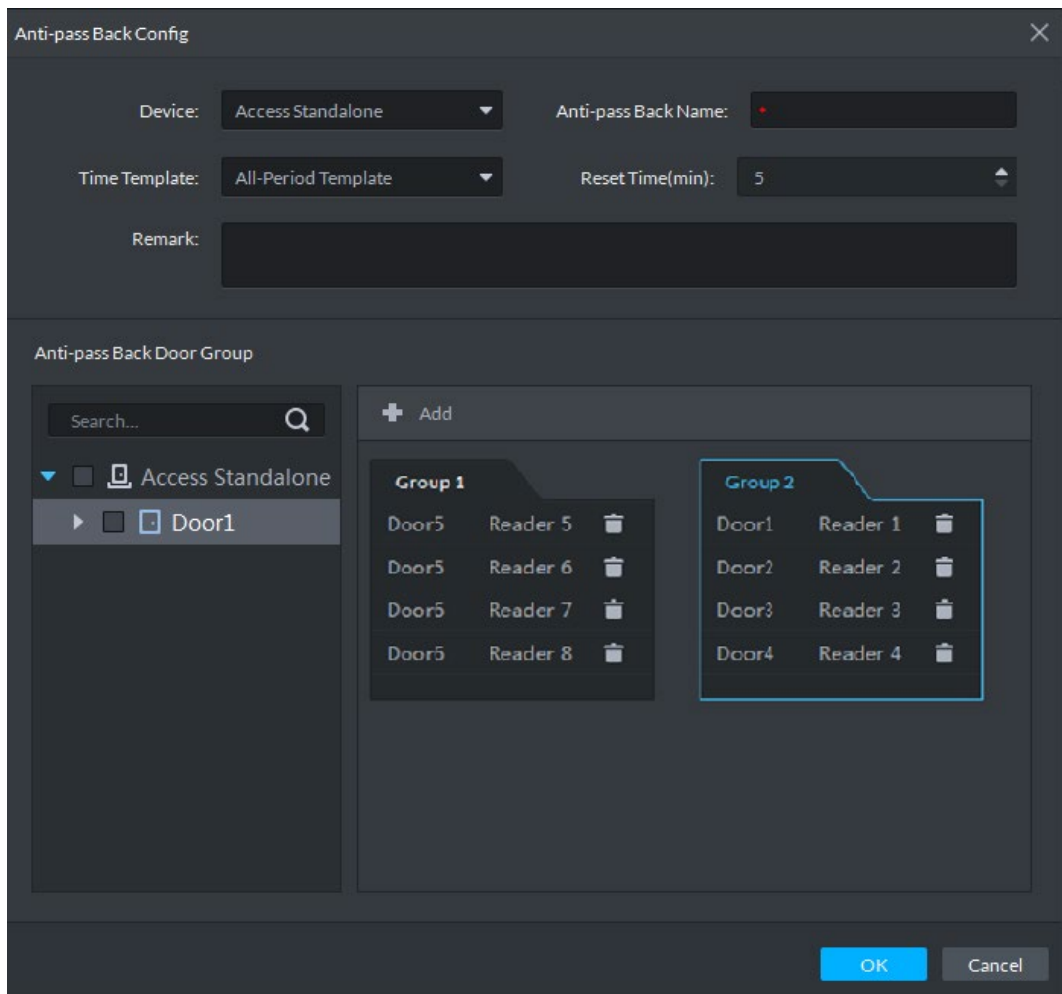 Anti-pass Back Config
Device: Access Standalone Anti-pass Back Name: *
Time Template: All-Period Template Reset Time(min): 5
Remark:
Anti-pass Back Door Group
Search... Add
Access Standalone
Door1
Group 1 Group 2
Door5 Reader 5 Door1 Reader 1
Door5 Reader 6 Door2 Reader 2
Door5 Reader 7 Door3 Reader 3
Door5 Reader 8 Door4 Reader 4
OK Cancel